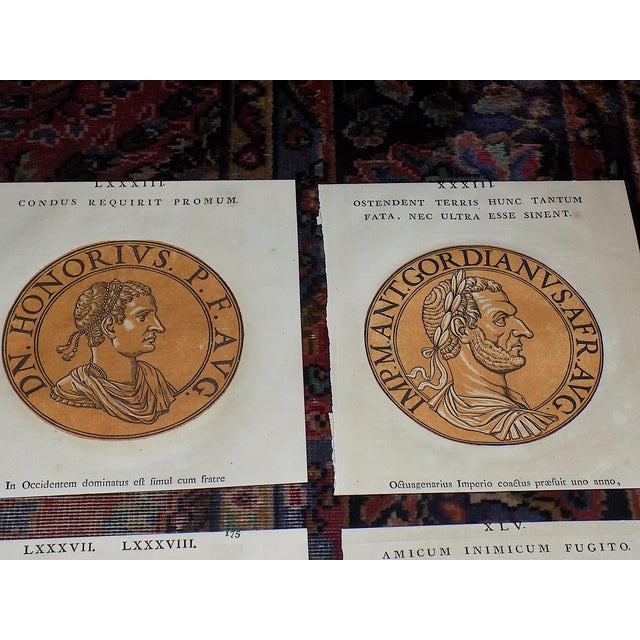 LXXXIII.
CONDUS REQUIRIT PROMUM.
DN. HONORIVS. P. F. AVG.
In Occidentem dominatus eſt ſimul cum fratre
XXXIII.
OSTENDENT TERRIS HUNC TANTUM
FATA, NEC ULTRA ESSE SINENT.
IMP. M. ANT. GORDIANVS AFR. AVG.
Octuagenarius Imperio coactus præfuit uno anno,
175
LXXXVII. LXXXVIII.
XLV.
AMICUM INIMICUM FUGITO.